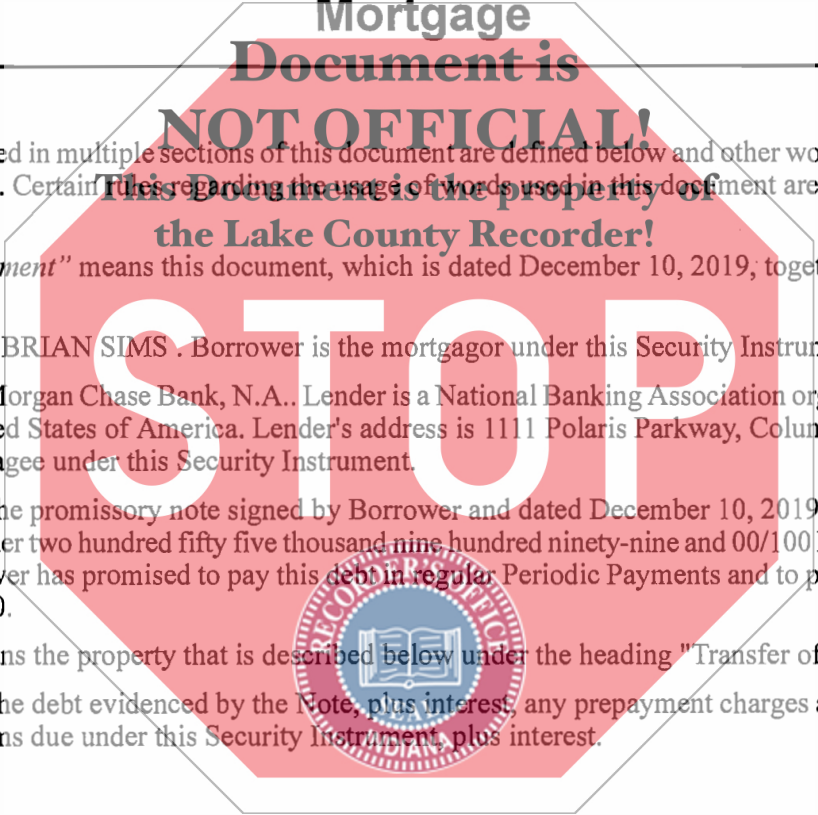 Mortgage
Document is
NOT OFFICIAL!
ed in multiple sections of this document are defined below and other wo
. Certain rules regarding the usage of words used in this document are
This Document is the property of
the Lake County Recorder!
ment” means this document, which is dated December 10, 2019, toget
BRIAN SIMS . Borrower is the mortgagor under this Security Instrum
STOP
organ Chase Bank, N.A.. Lender is a National Banking Association org
ed States of America. Lender's address is 1111 Polaris Parkway, Colum
agee under this Security Instrument.
he promissory note signed by Borrower and dated December 10, 2019
er two hundred fifty five thousand nine hundred ninety-nine and 00/100
er has promised to pay this debt in regular Periodic Payments and to p
0.
RECORDER'S OFFICE
ns the property that is described below under the heading "Transfer of
he debt evidenced by the Note, plus interest, any prepayment charges
SEAL
ns due under this Security Instrument, plus interest.
INDIANA